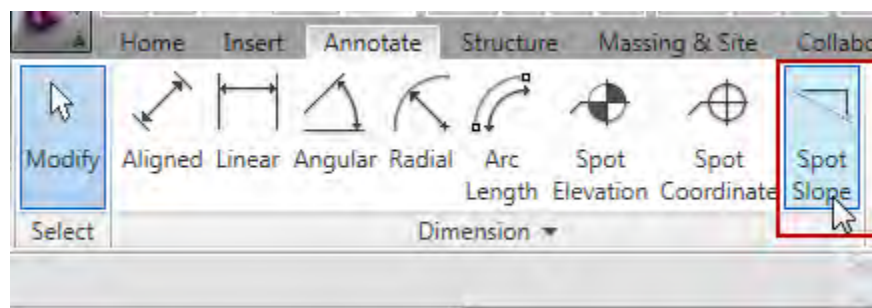 A
Home Insert Annotate Structure Massing & Site Collabo
Modify Aligned Linear Angular Radial Arc Spot Spot Spot
Length Elevation Coordinate Slope
Select Dimension